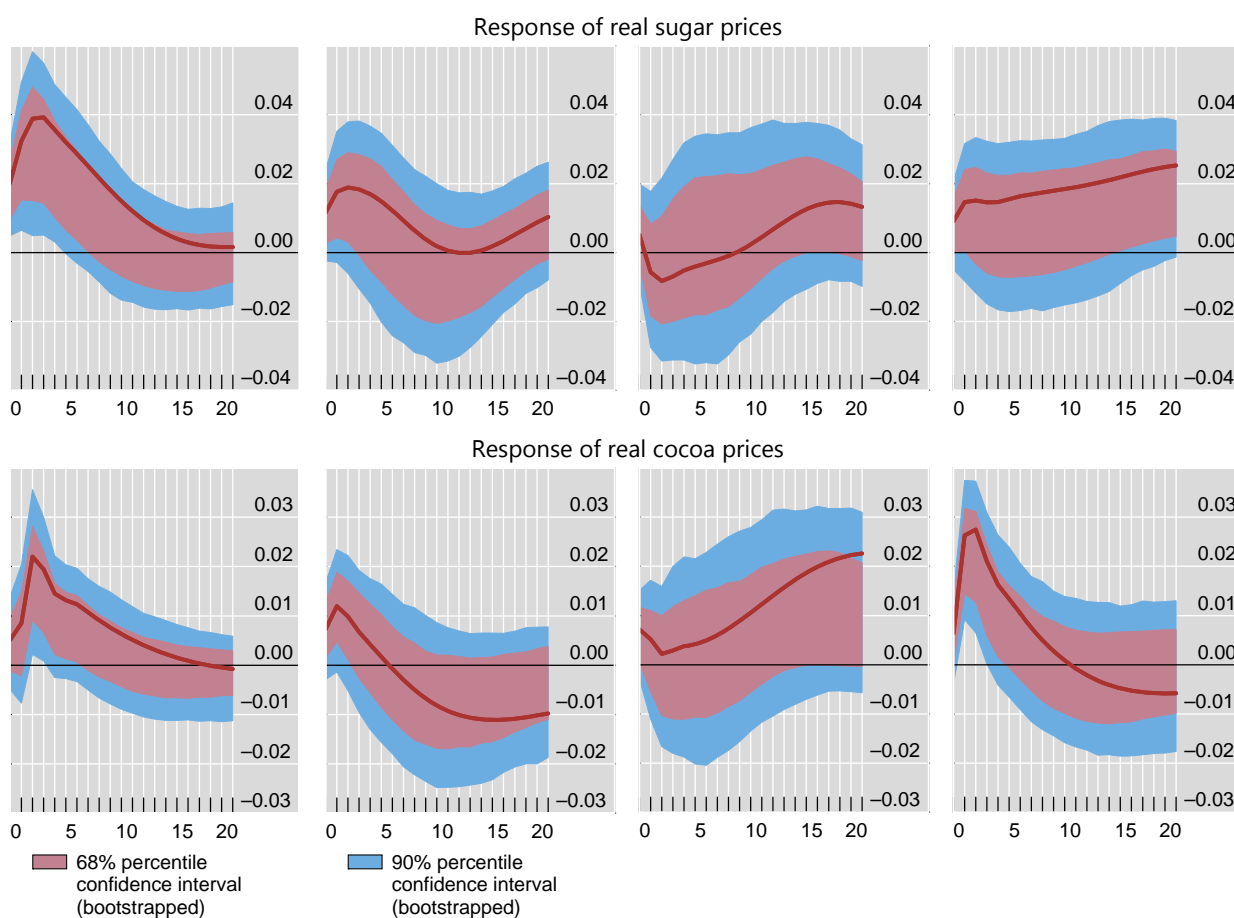 Response of real sugar prices
0.04 0.04 0.04 0.04
0.02 0.02 0.02 0.02
0.00 0.00 0.00 0.00
–0.02 –0.02 –0.02 –0.02
–0.04 –0.04 –0.04 –0.04
0 5 10 15 20 0 5 10 15 20 0 5 10 15 20 0 5 10 15 20
Response of real cocoa prices
0.03 0.03 0.03 0.03
0.02 0.02 0.02 0.02
0.01 0.01 0.01 0.01
0.00 0.00 0.00 0.00
–0.01 –0.01 –0.01 –0.01
–0.02 –0.02 –0.02 –0.02
–0.03 –0.03 –0.03 –0.03
0 5 10 15 20 0 5 10 15 20 0 5 10 15 20 0 5 10 15 20
68% percentile
confidence interval
(bootstrapped)
90% percentile
confidence interval
(bootstrapped)